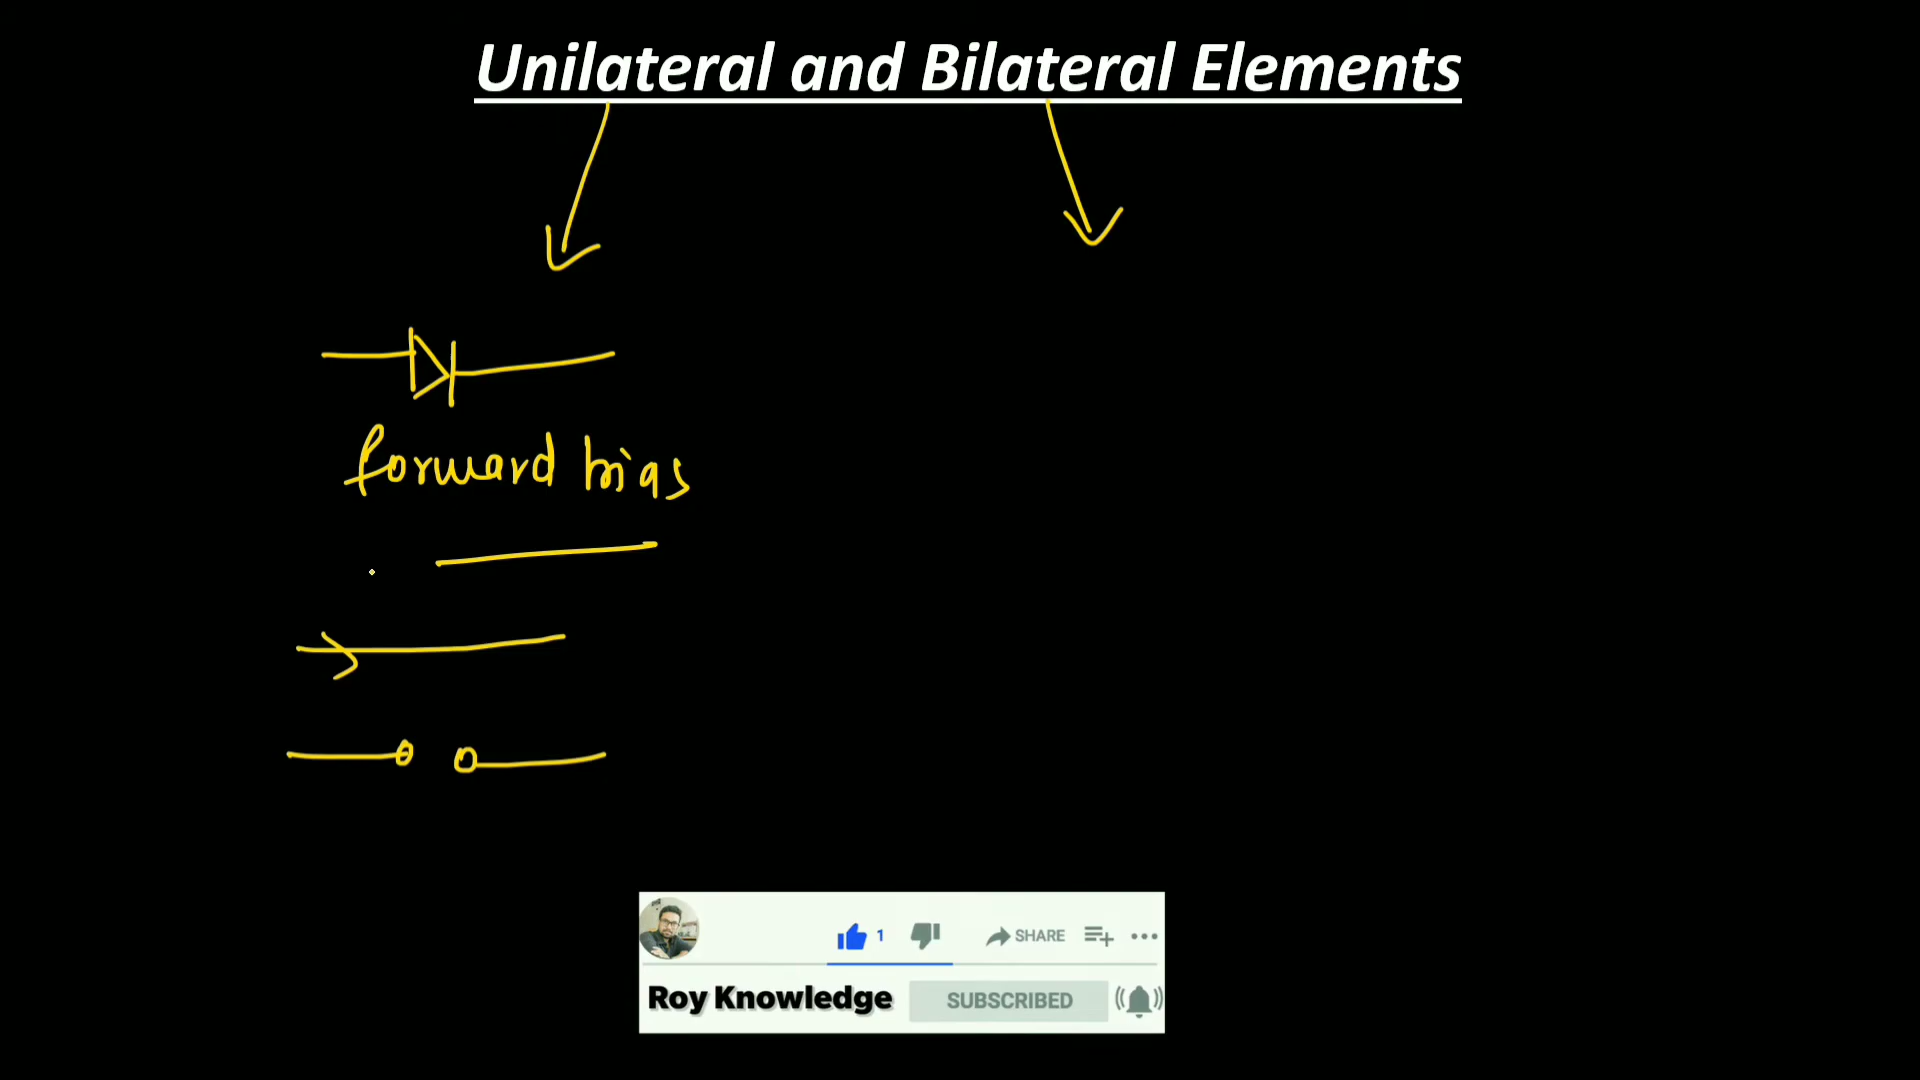 Unilateral and Bilateral Elements
forward bias
1 SHARE
Roy Knowledge SUBSCRIBED